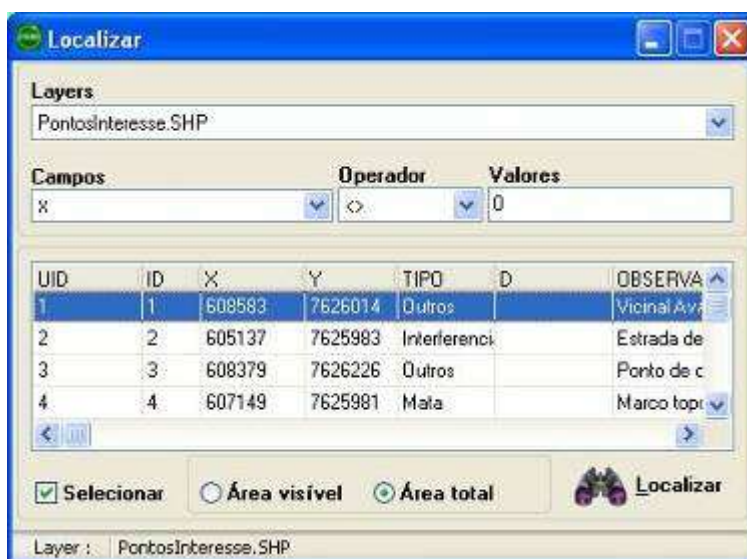 Localizar
Layers
PontosInteresse.SHP
Campos Operador Valores
X <> 0
UID ID X Y TIPO D OBSERVA
1 1 608583 7626014 Outros Vicinal Ava
2 2 605137 7625983 Interferenci Estrada de
3 3 608379 7626226 Outros Ponto de c
4 4 607149 7625981 Mata Marco topo
Selecionar Área visível Área total Localizar
Layer : PontosInteresse.SHP